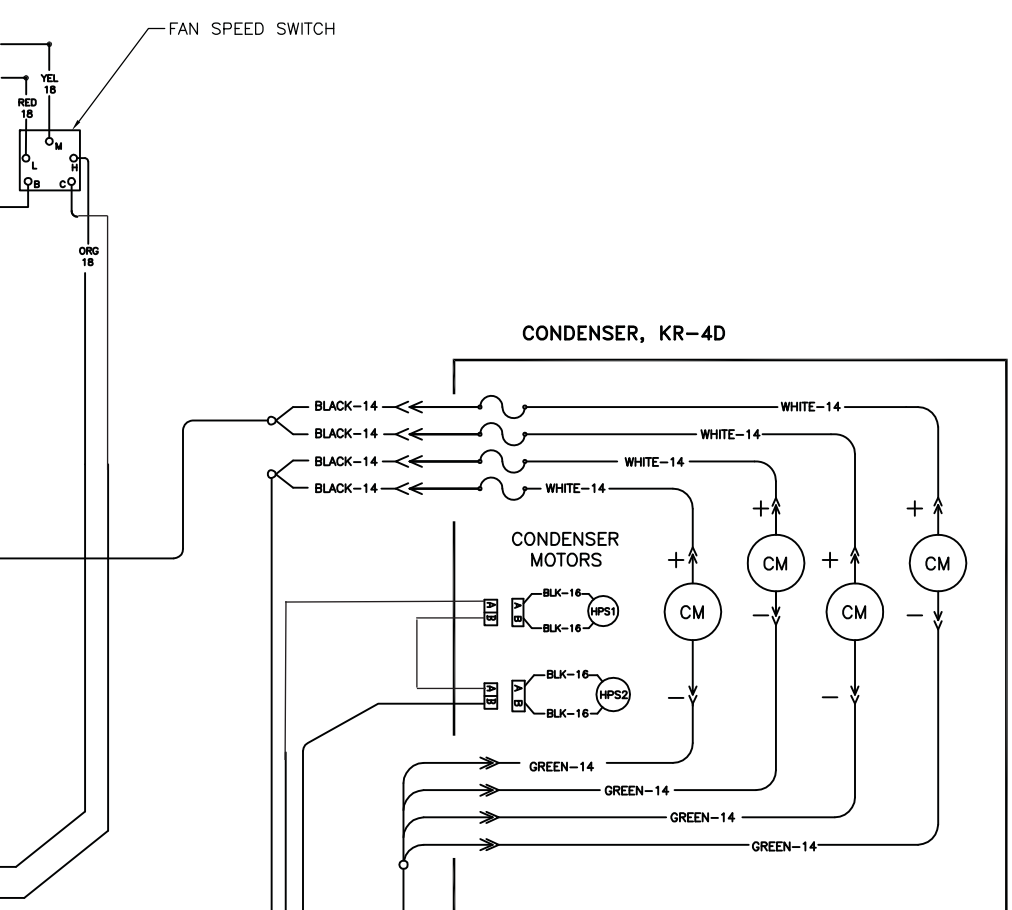 FAN SPEED SWITCH
YEL
18
RED
18
M
L
H
B
C
ORG
18
CONDENSER, KR-4D
BLACK-14
WHITE-14
BLACK-14
WHITE-14
BLACK-14
WHITE-14
BLACK-14
WHITE-14
CONDENSER
MOTORS
+
+
+
+
CM
CM
CM
CM
-
-
-
-
A
B
A
B
BLK-16
HPS1
BLK-16
A
B
A
B
BLK-16
HPS2
BLK-16
GREEN-14
GREEN-14
GREEN-14
GREEN-14